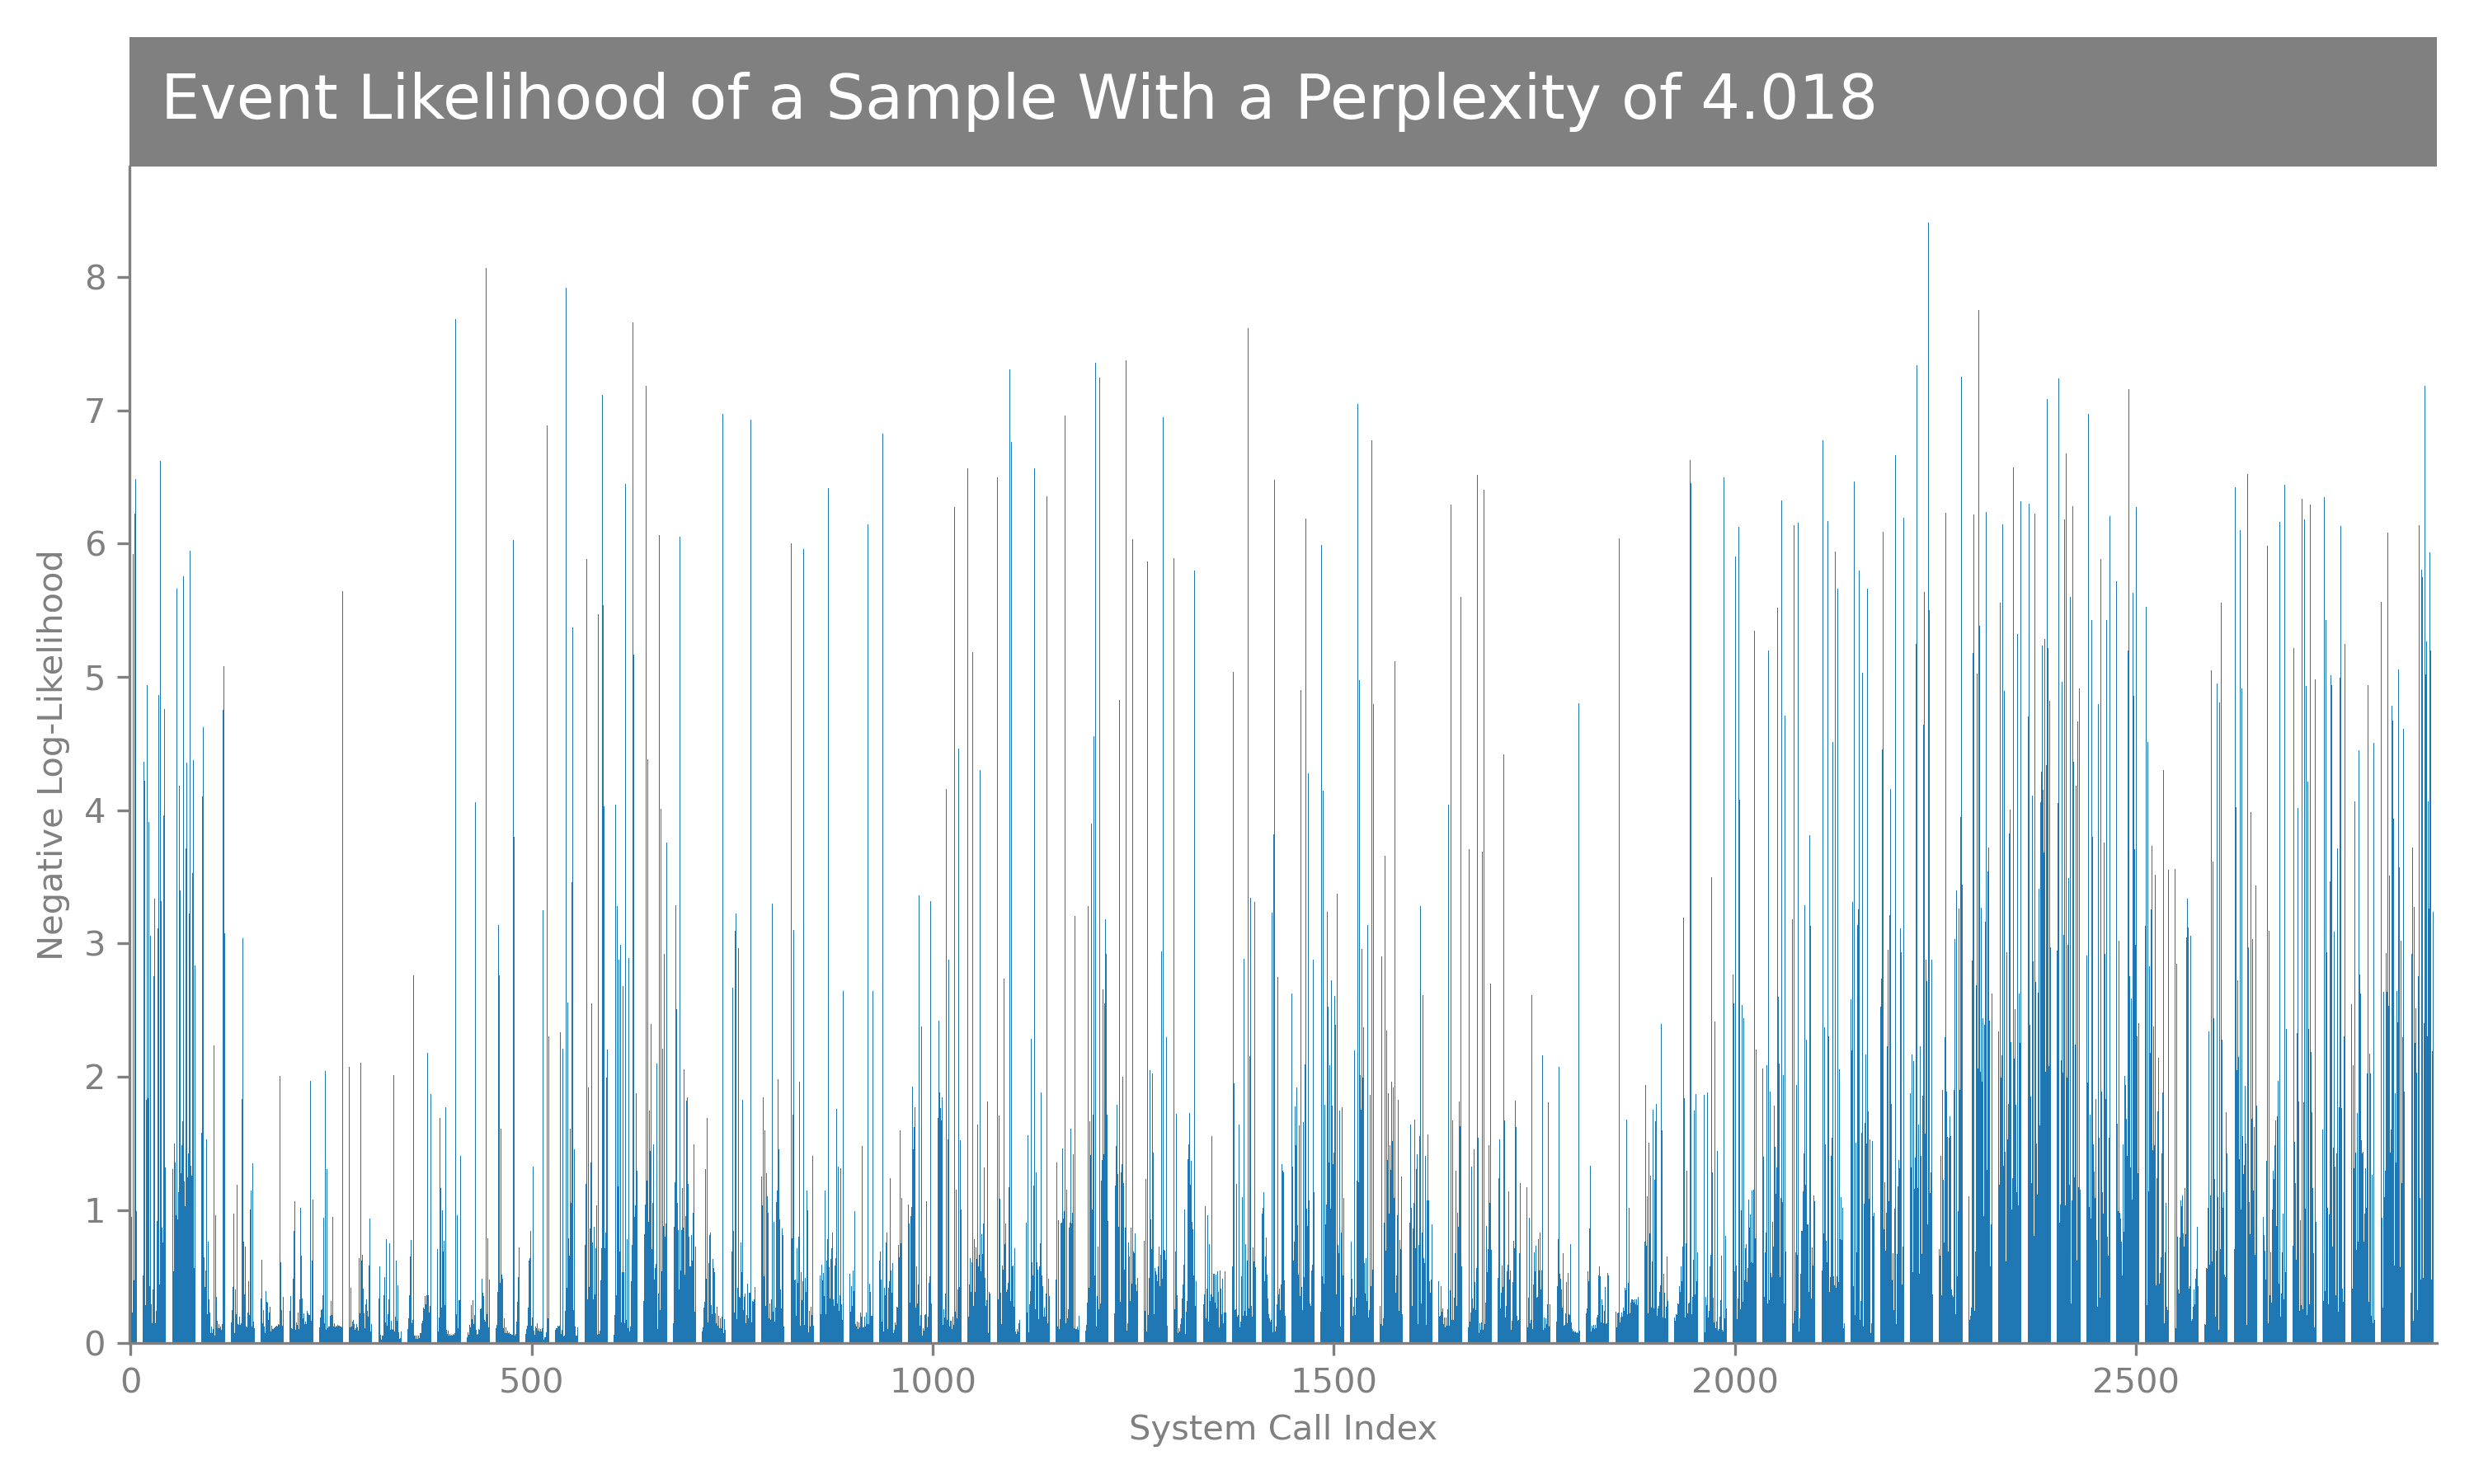 Event Likelihood of a Sample With a Perplexity of 4.018
8
7
6
5
4
3
2
1
0
Negative Log-Likelihood
0 500 1000 1500 2000 2500
System Call Index